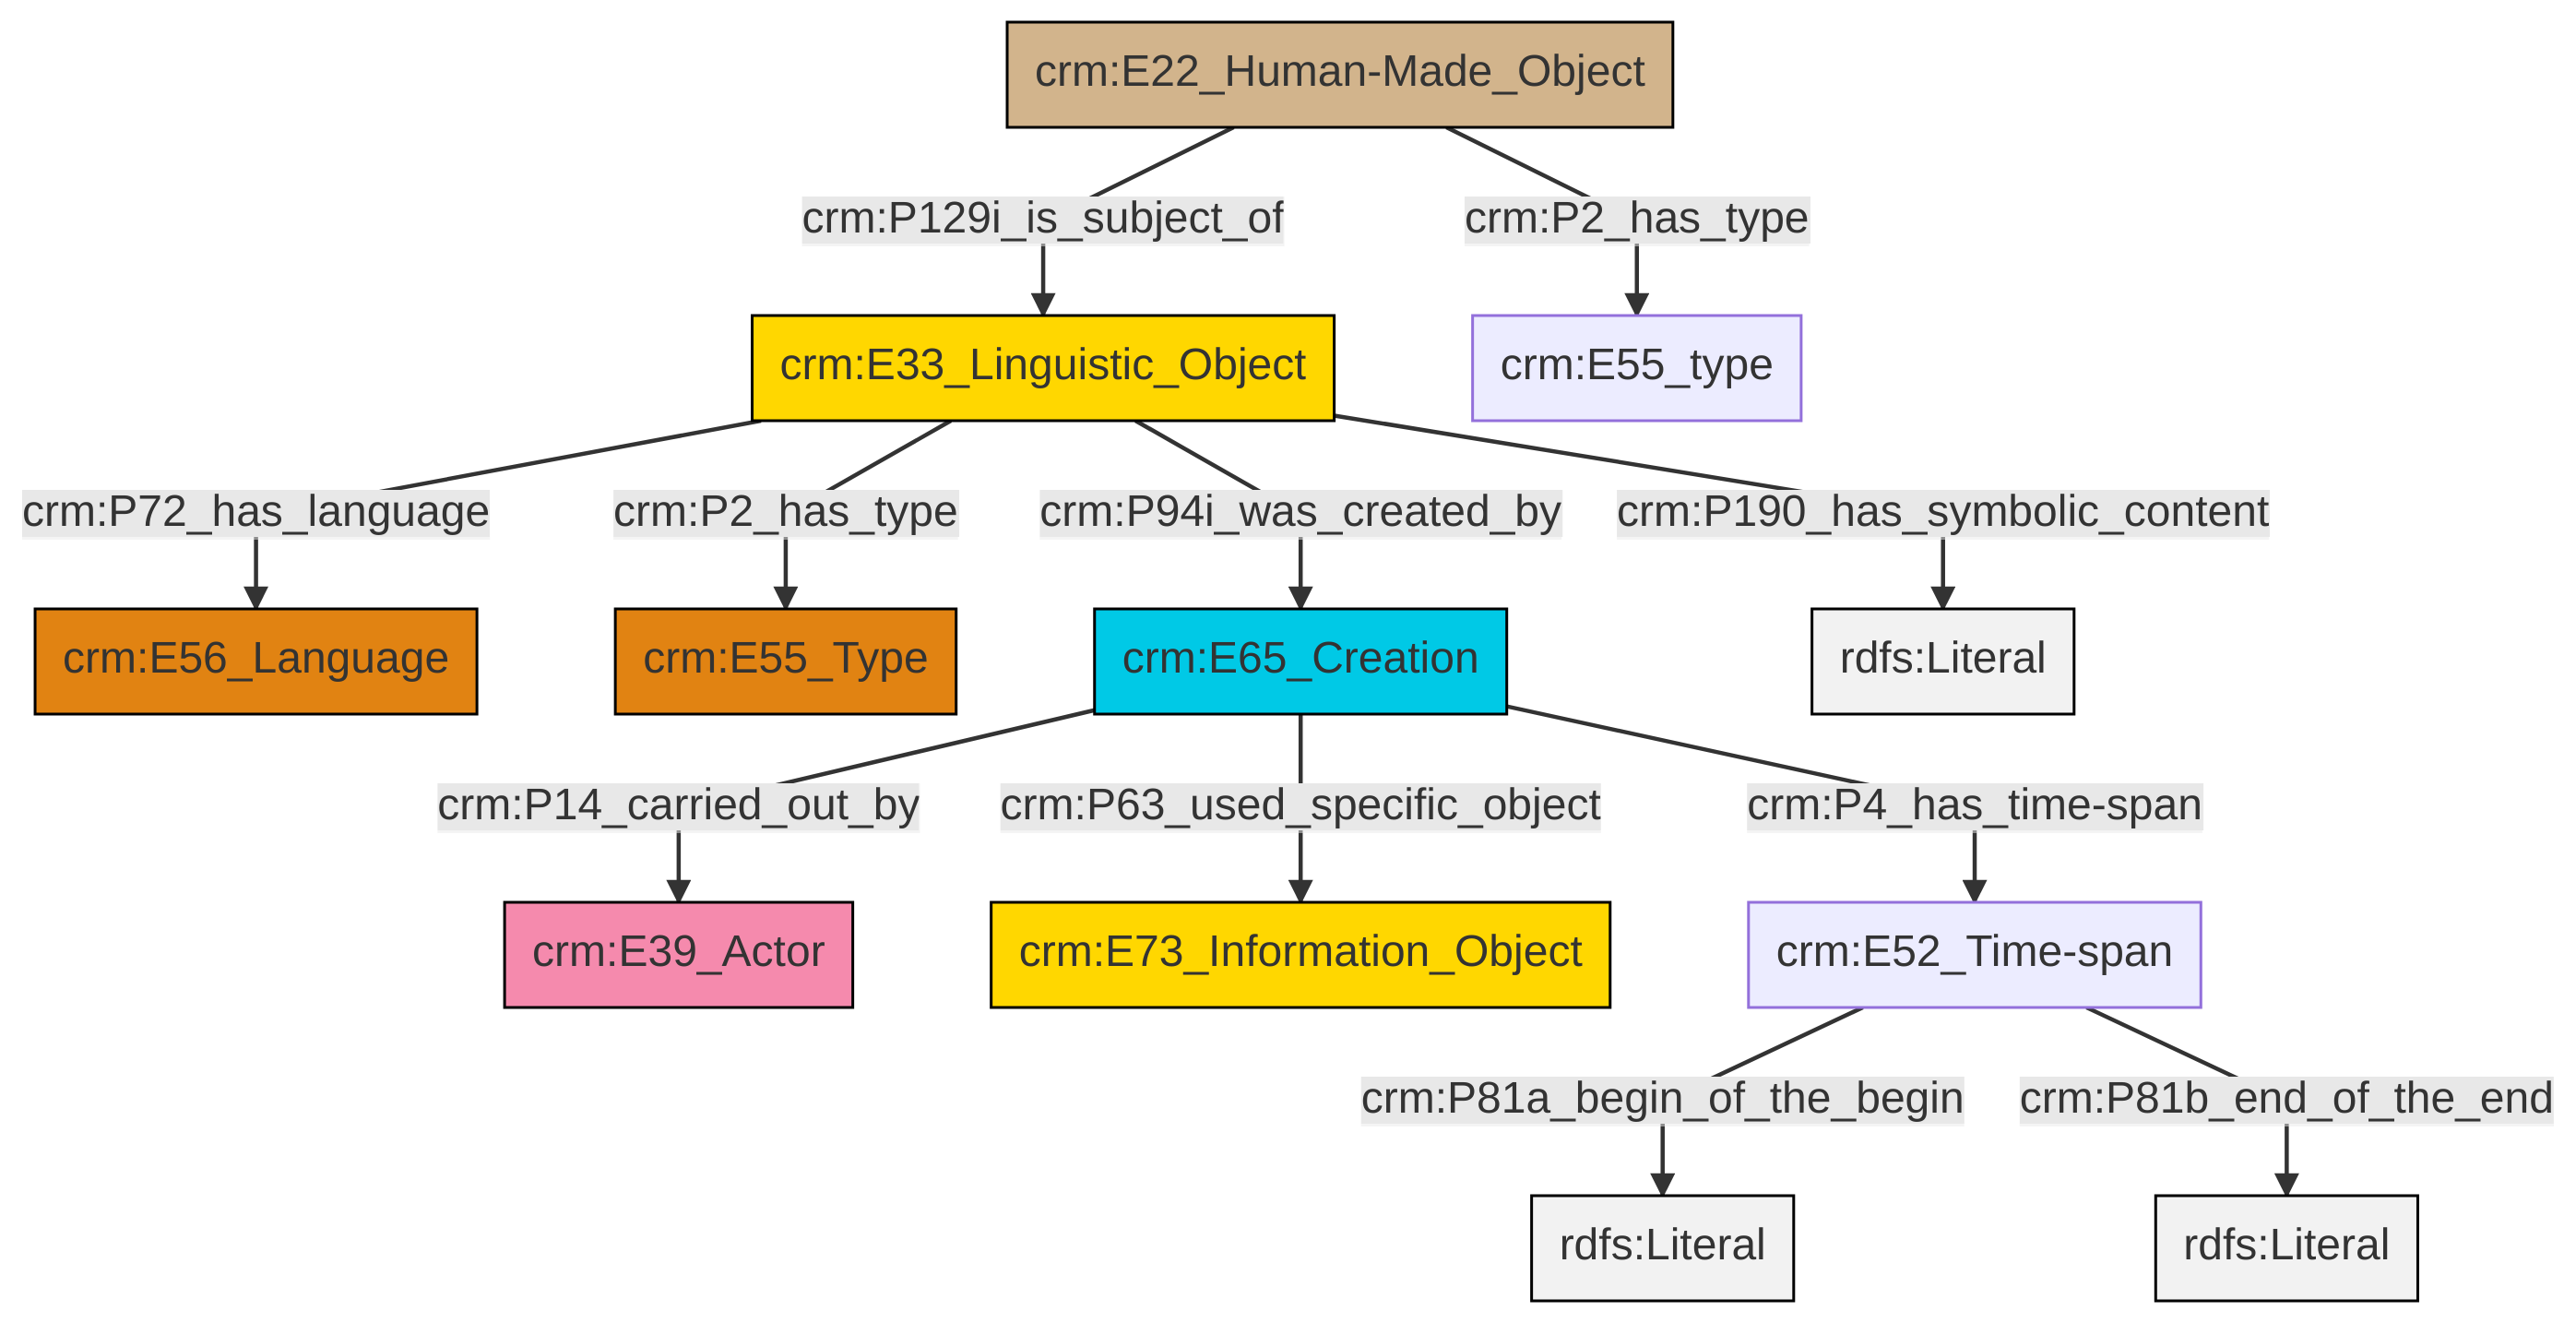 crm:E22_Human-Made_Object
crm:P129i_is_subject_of
crm:P2_has_type
crm:E33_Linguistic_Object
crm:E55_type
crm:P72_has_language
crm:P2_has_type
crm:P94i_was_created_by
crm:P190_has_symbolic_content
crm:E56_Language
crm:E55_Type
crm:E65_Creation
rdfs:Literal
crm:P14_carried_out_by
crm:P63_used_specific_object
crm:P4_has_time-span
crm:E39_Actor
crm:E73_Information_Object
crm:E52_Time-span
crm:P81a_begin_of_the_begin
crm:P81b_end_of_the_end
rdfs:Literal
rdfs:Literal